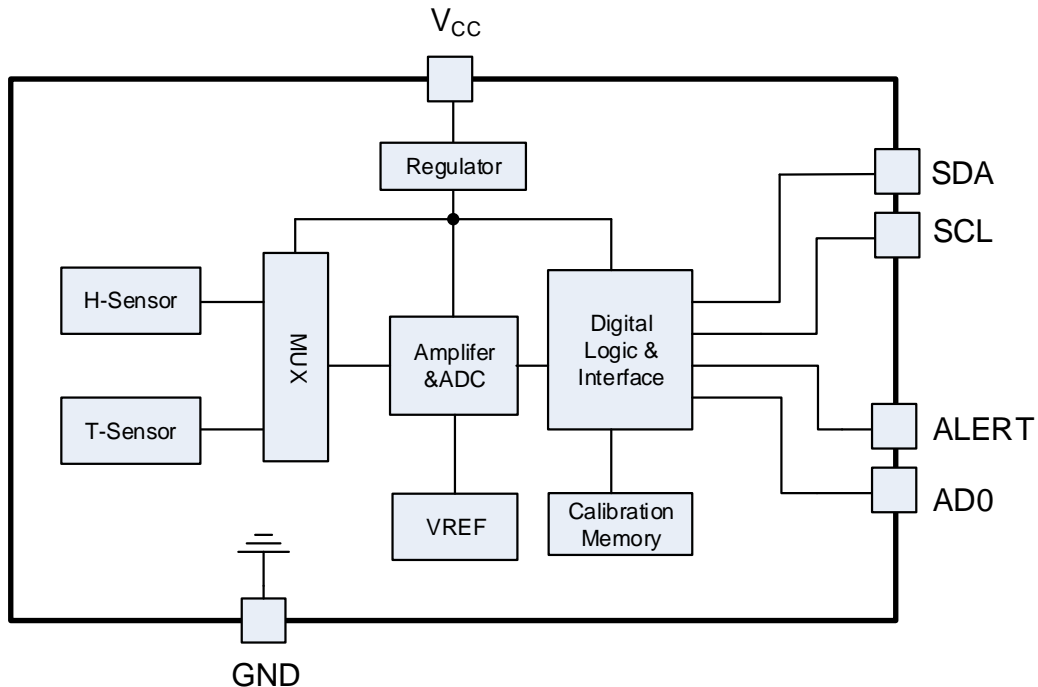 VCC
Regulator
SDA
SCL
H-Sensor
MUX
Amplifer
&ADC
Digital
Logic &
Interface
T-Sensor
ALERT
AD0
VREF
Calibration
Memory
GND